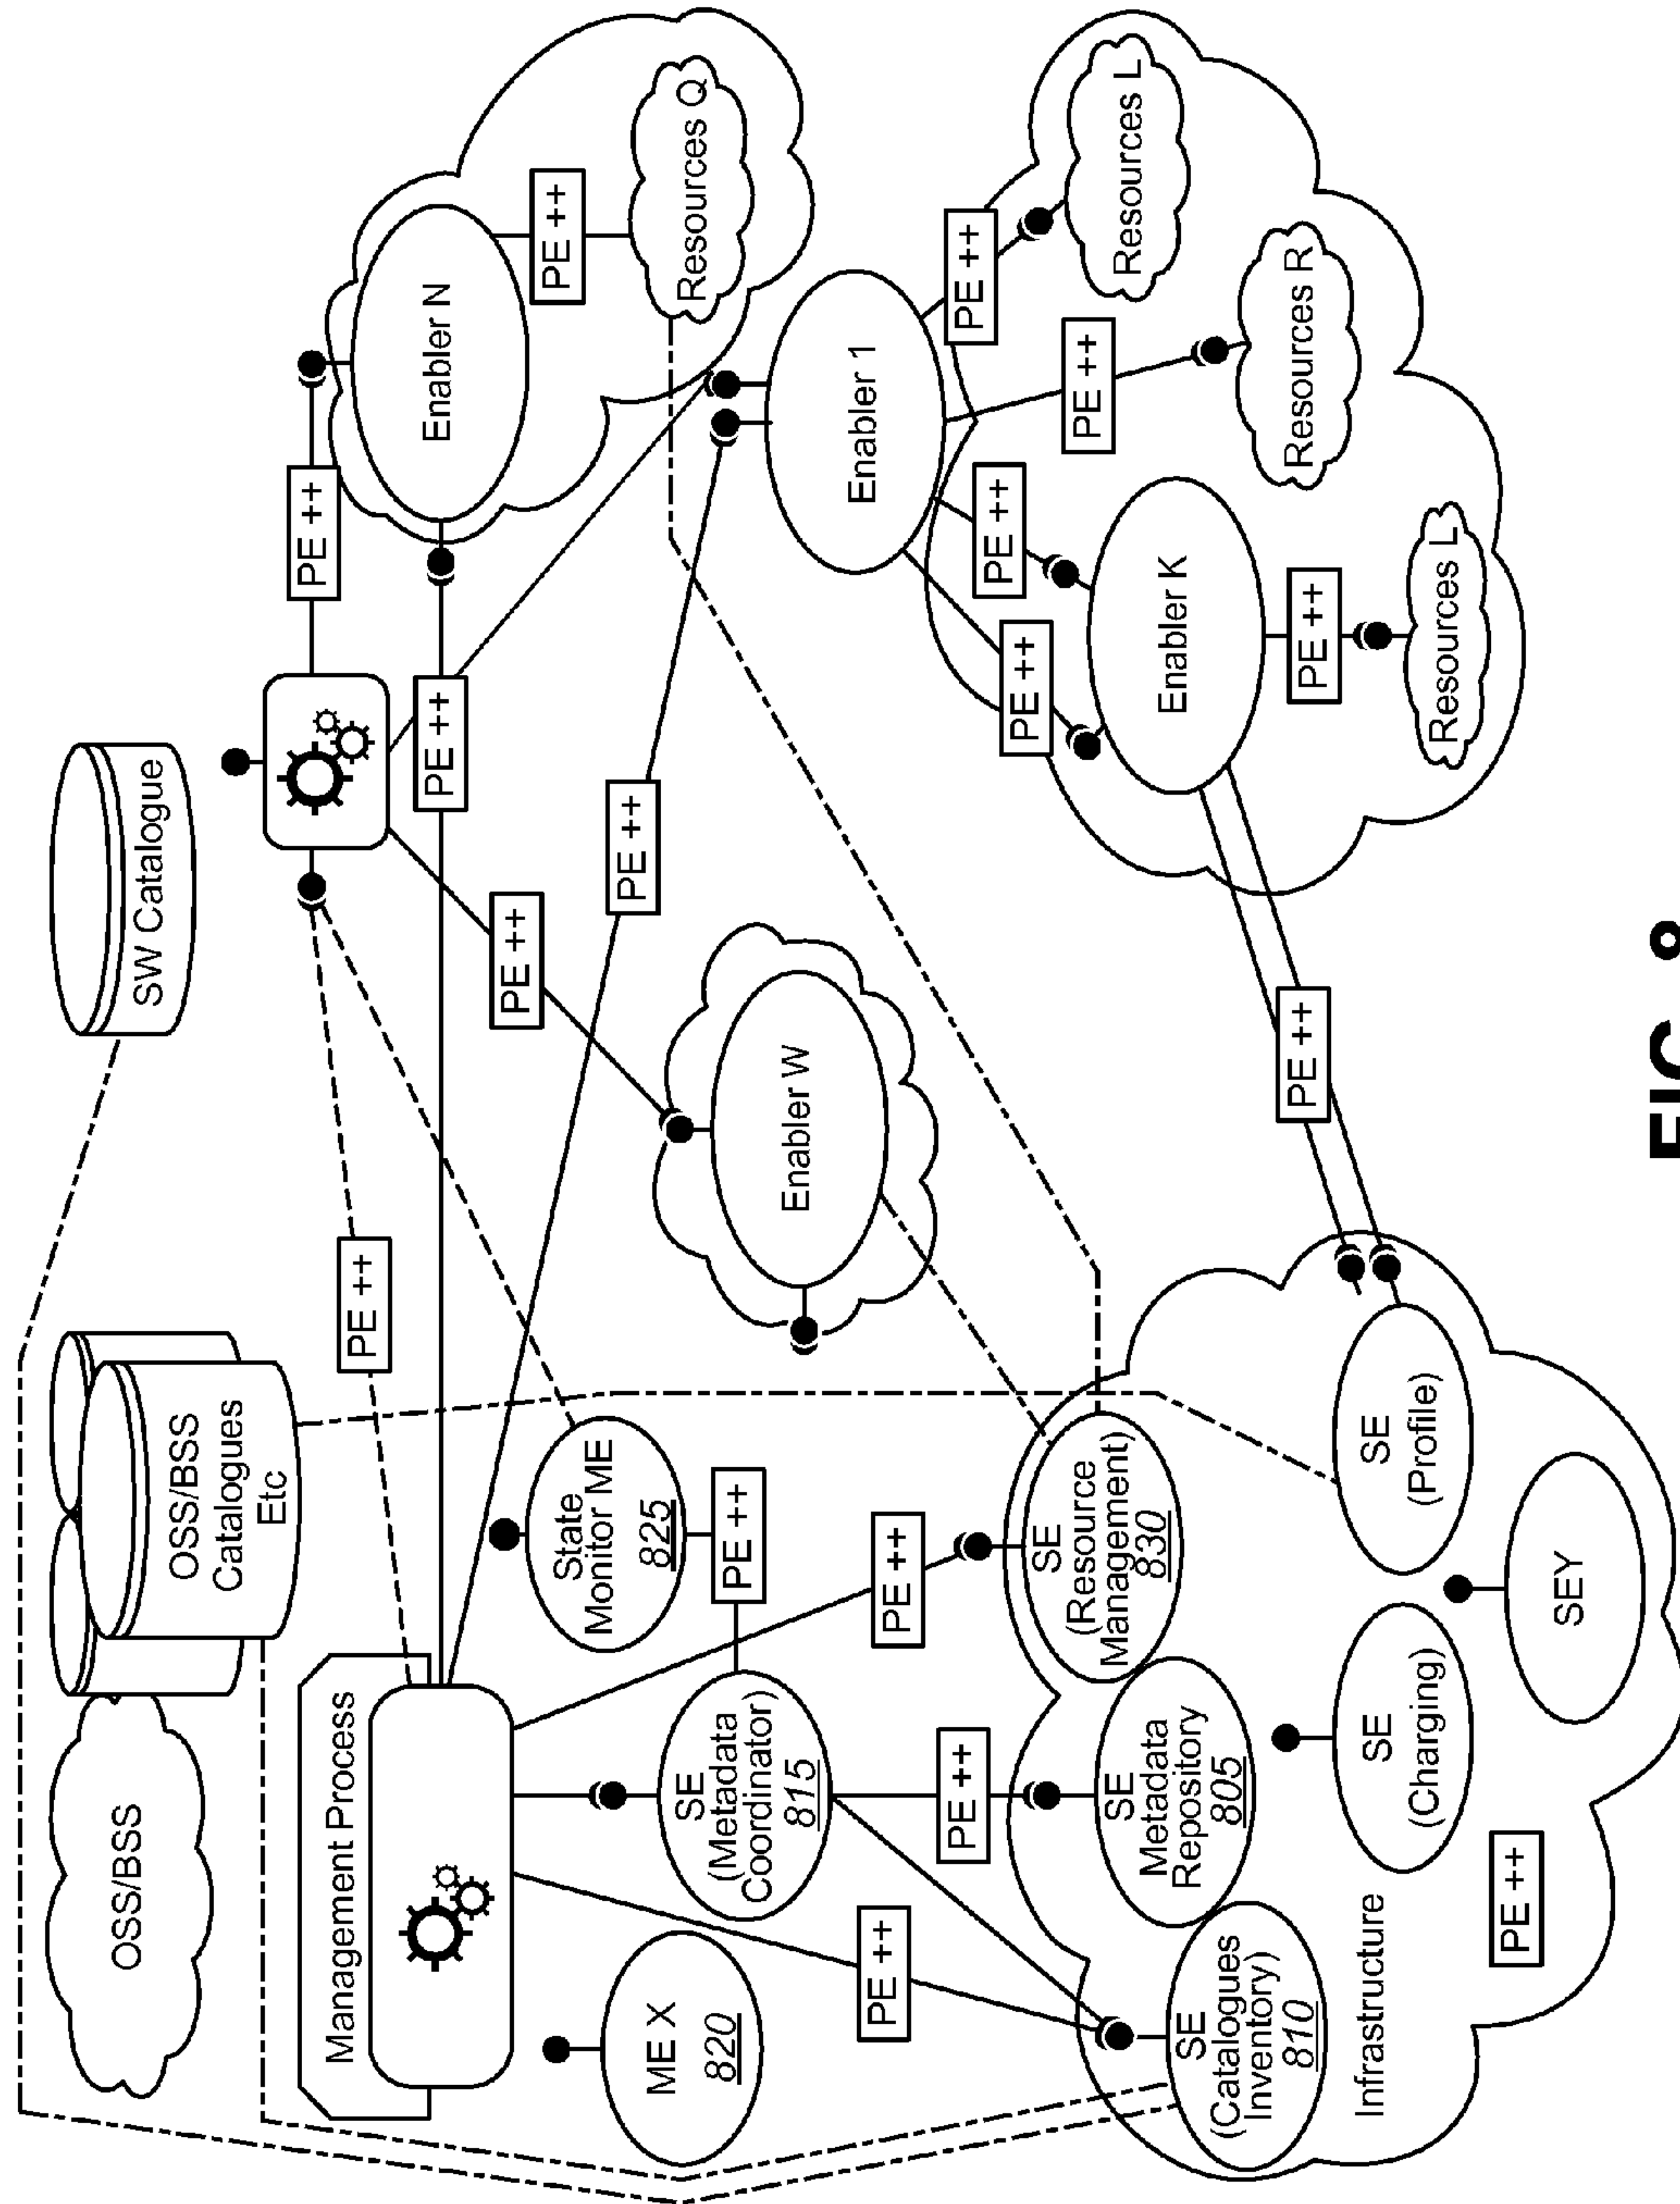 OSS/BSS
OSS/BSS
Catalogues
Etc
SW Catalogue
Management Process
PE ++
PE ++
PE ++
Enabler N
PE ++
Resources Q
ME X
820
State
Monitor ME
825
PE ++
PE ++
PE ++
SE
(Metadata
Coordinator)
815
PE ++
PE ++
PE ++
Enabler W
Enabler 1
PE ++
Resources L
PE ++
Resources R
PE ++
PE ++
Enabler K
PE ++
Resources L
SE
(Catalogues
Inventory)
810
SE
Metadata
Repository
805
SE
(Resource
Management)
830
PE ++
Infrastructure
SE
(Charging)
SE
(Profile)
PE ++
SEY
FIG. 8